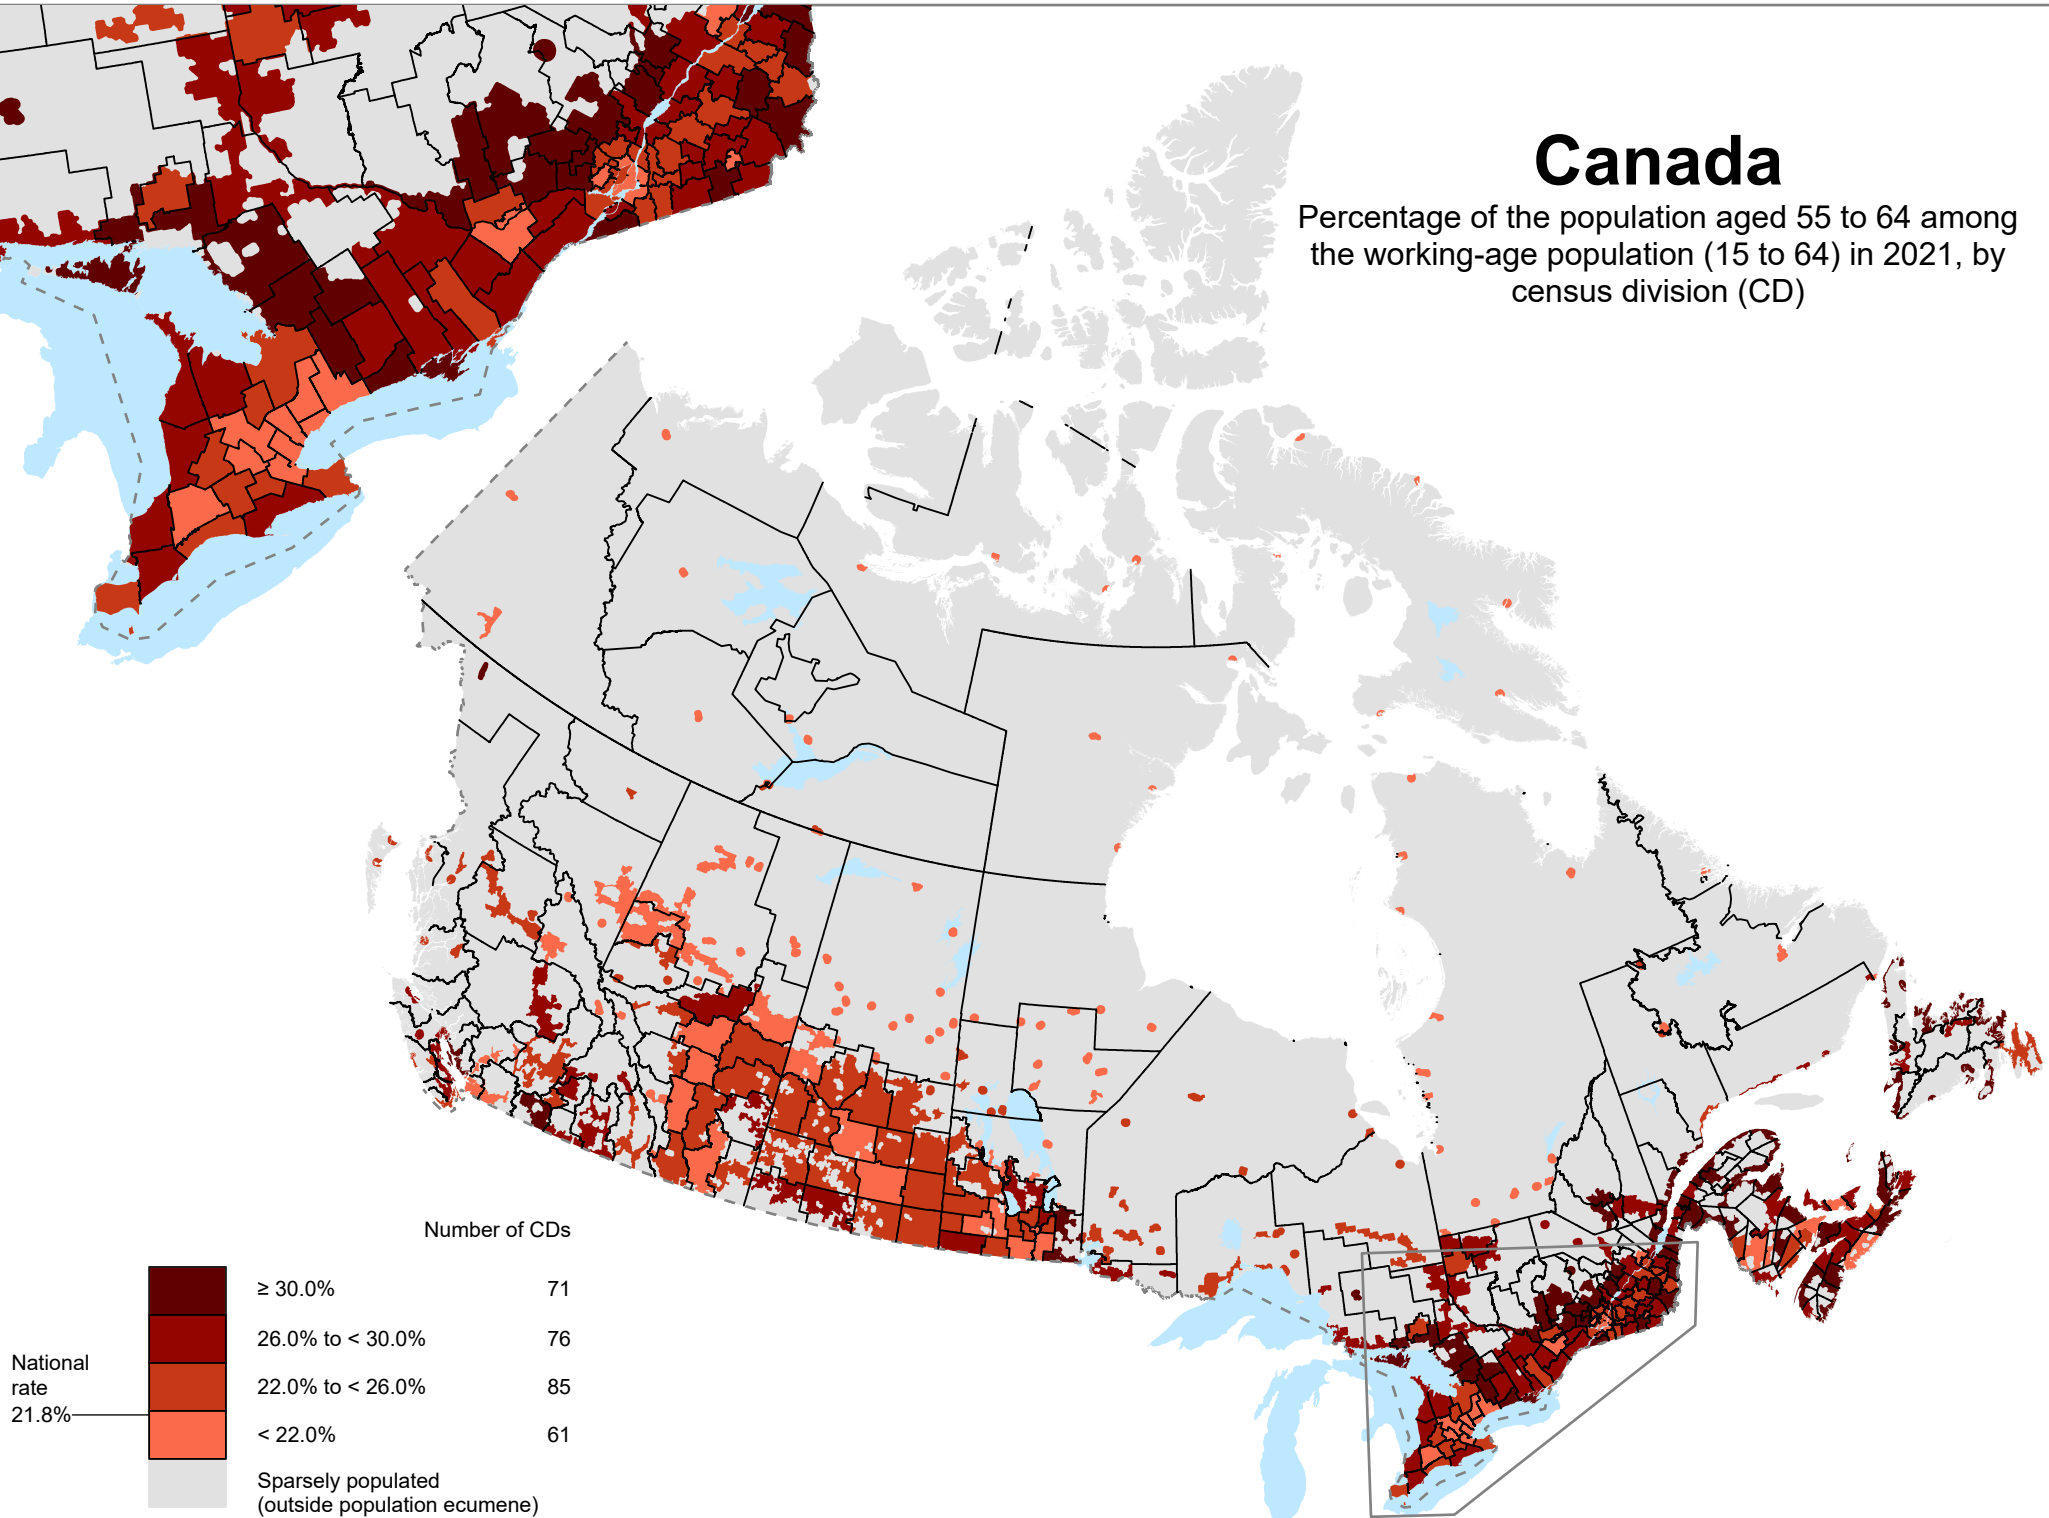 Canada
Percentage of the population aged 55 to 64 among
the working-age population (15 to 64) in 2021, by
census division (CD)
Number of CDs
≥ 30.0% 71
26.0% to < 30.0% 76
22.0% to < 26.0% 85
< 22.0% 61
National
rate
21.8%
Sparsely populated
(outside population ecumene)